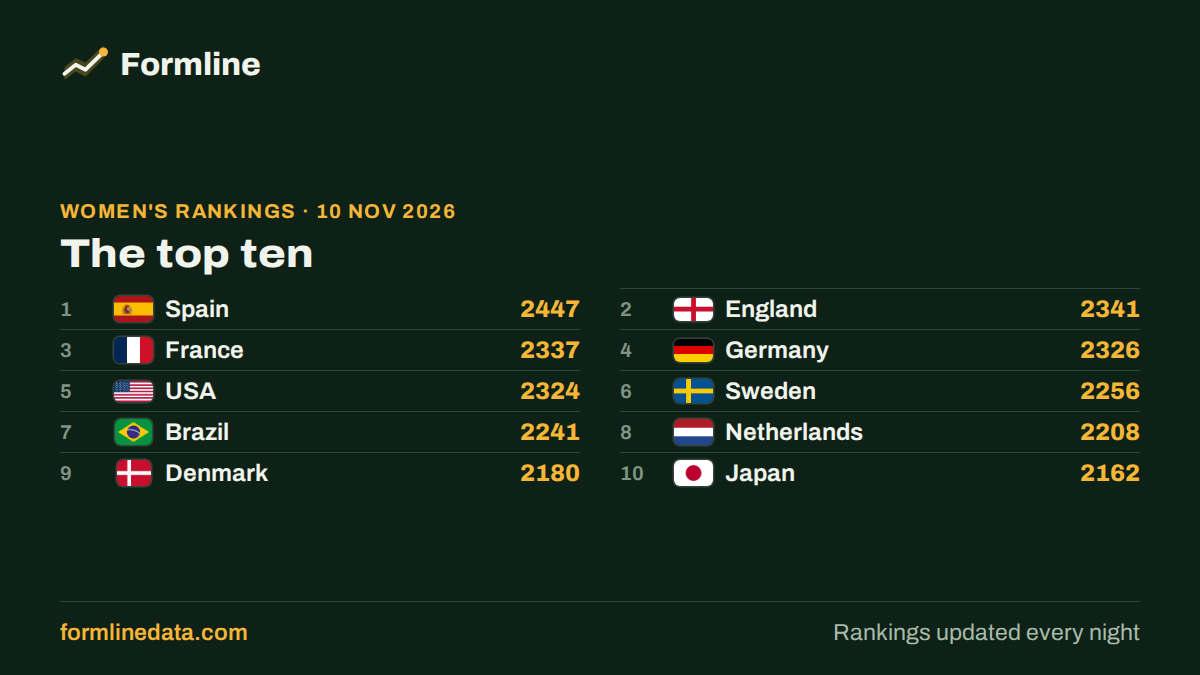 Formline
WOMEN'S RANKINGS · 10 NOV 2026
The top ten
1 Spain 2447
2 England 2341
3 France 2337
4 Germany 2326
5 USA 2324
6 Sweden 2256
7 Brazil 2241
8 Netherlands 2208
9 Denmark 2180
10 Japan 2162
formlinedata.com
Rankings updated every night